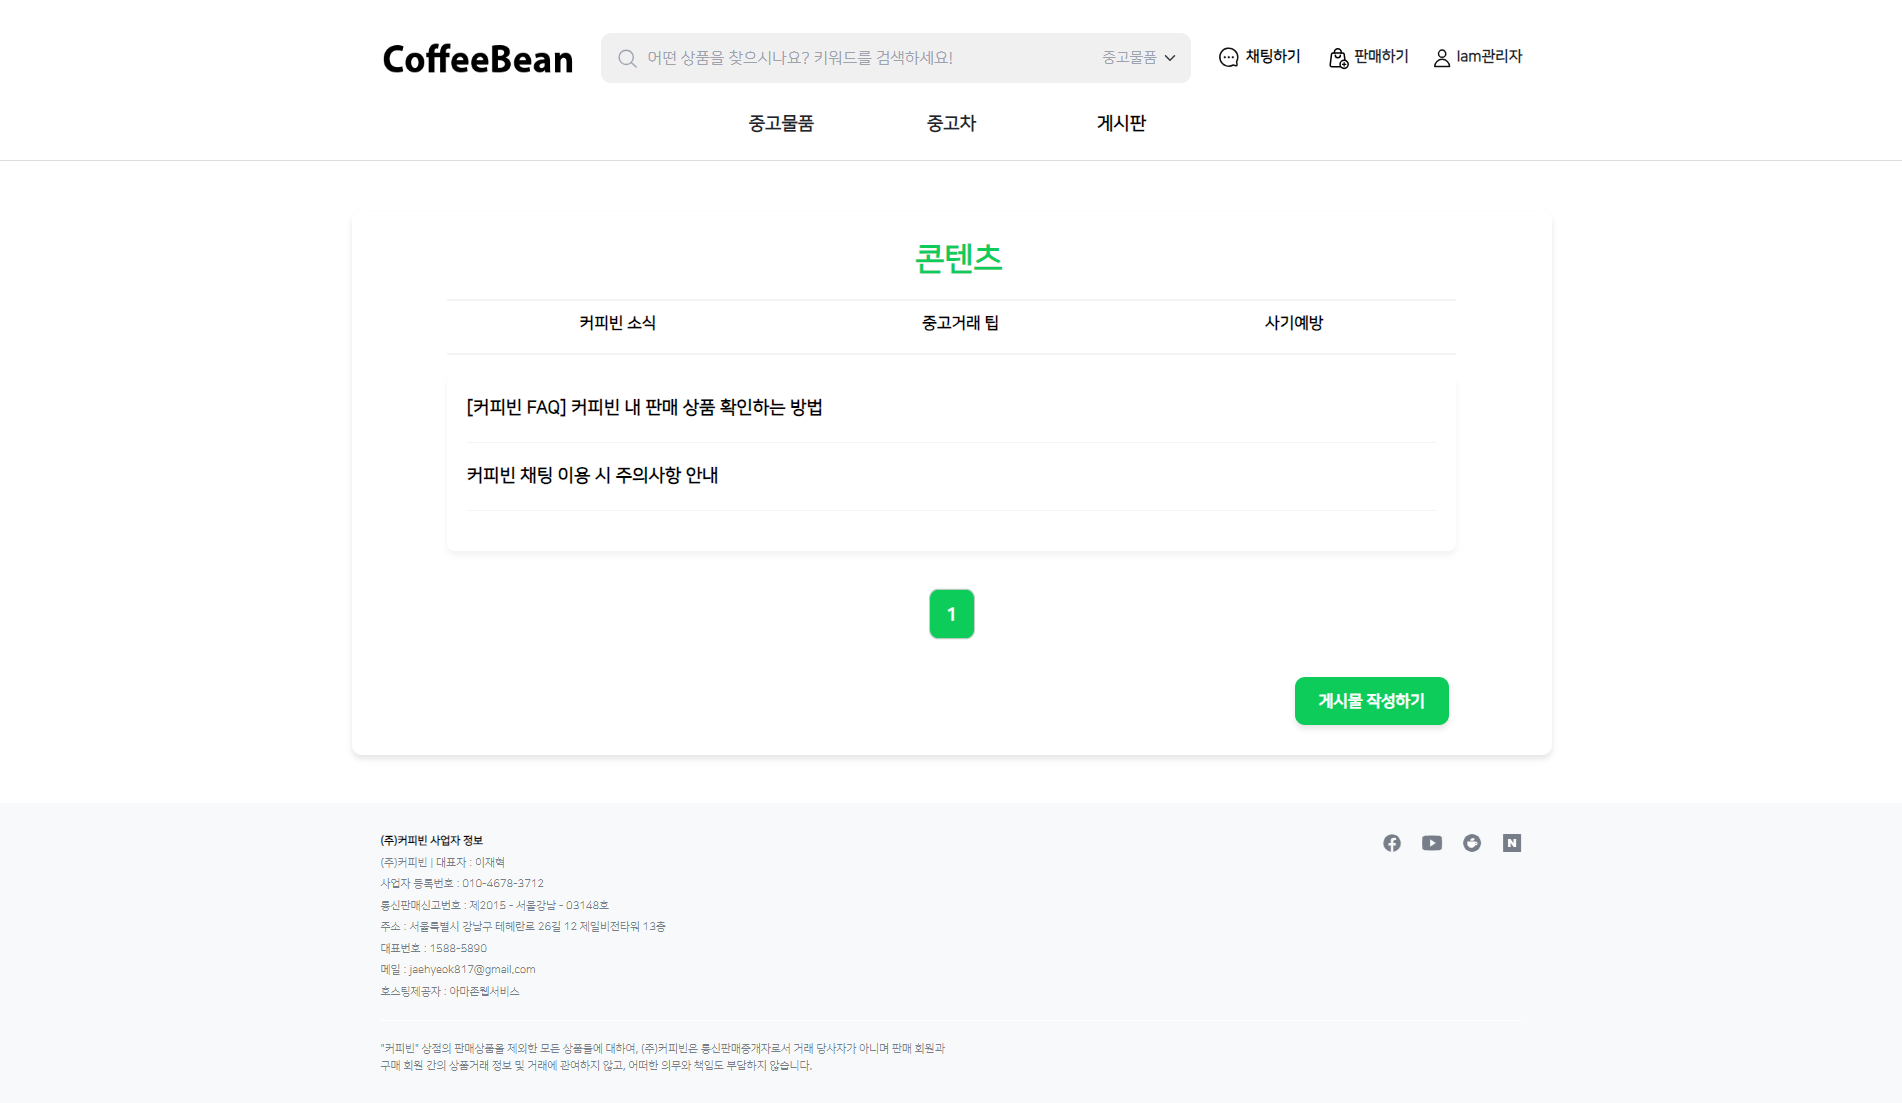 CoffeeBean
어떤 상품을 찾으시나요? 키워드를 검색하세요!
중고물품
채팅하기
판매하기
Iam관리자
중고물품
중고차
게시판
콘텐츠
커피빈 소식
중고거래 팁
사기예방
[커피빈 FAQ] 커피빈 내 판매 상품 확인하는 방법
커피빈 채팅 이용 시 주의사항 안내
1
게시물 작성하기
(주)커피빈 사업자 정보
(주)커피빈 | 대표자 : 이재혁
사업자 등록번호 : 010-4678-3712
통신판매신고번호 : 제2015 - 서울강남 - 03148호
주소 : 서울특별시 강남구 테헤란로 26길 12 제일비전타워 13층
대표번호 : 1588-5890
메일 : jaehyeok817@gmail.com
호스팅제공자 : 아마존웹서비스
"커피빈" 상점의 판매상품을 제외한 모든 상품들에 대하여, (주)커피빈은 통신판매중개자로서 거래 당사자가 아니며 판매 회원과
구매 회원 간의 상품거래 정보 및 거래에 관여하지 않고, 어떠한 의무와 책임도 부담하지 않습니다.